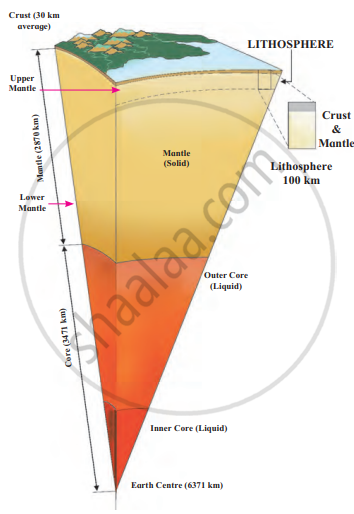 Crust (30 km
average)
LITHOSPHERE
Upper
Mantle
Mantle (2870 km)
Crust
&
Mantle
Mantle
(Solid)
Lithosphere
100 km
Lower
Mantle
Outer Core
(Liquid)
Core (3471 km)
Inner Core (Liquid)
Earth Centre (6371 km)
shaalaa.com